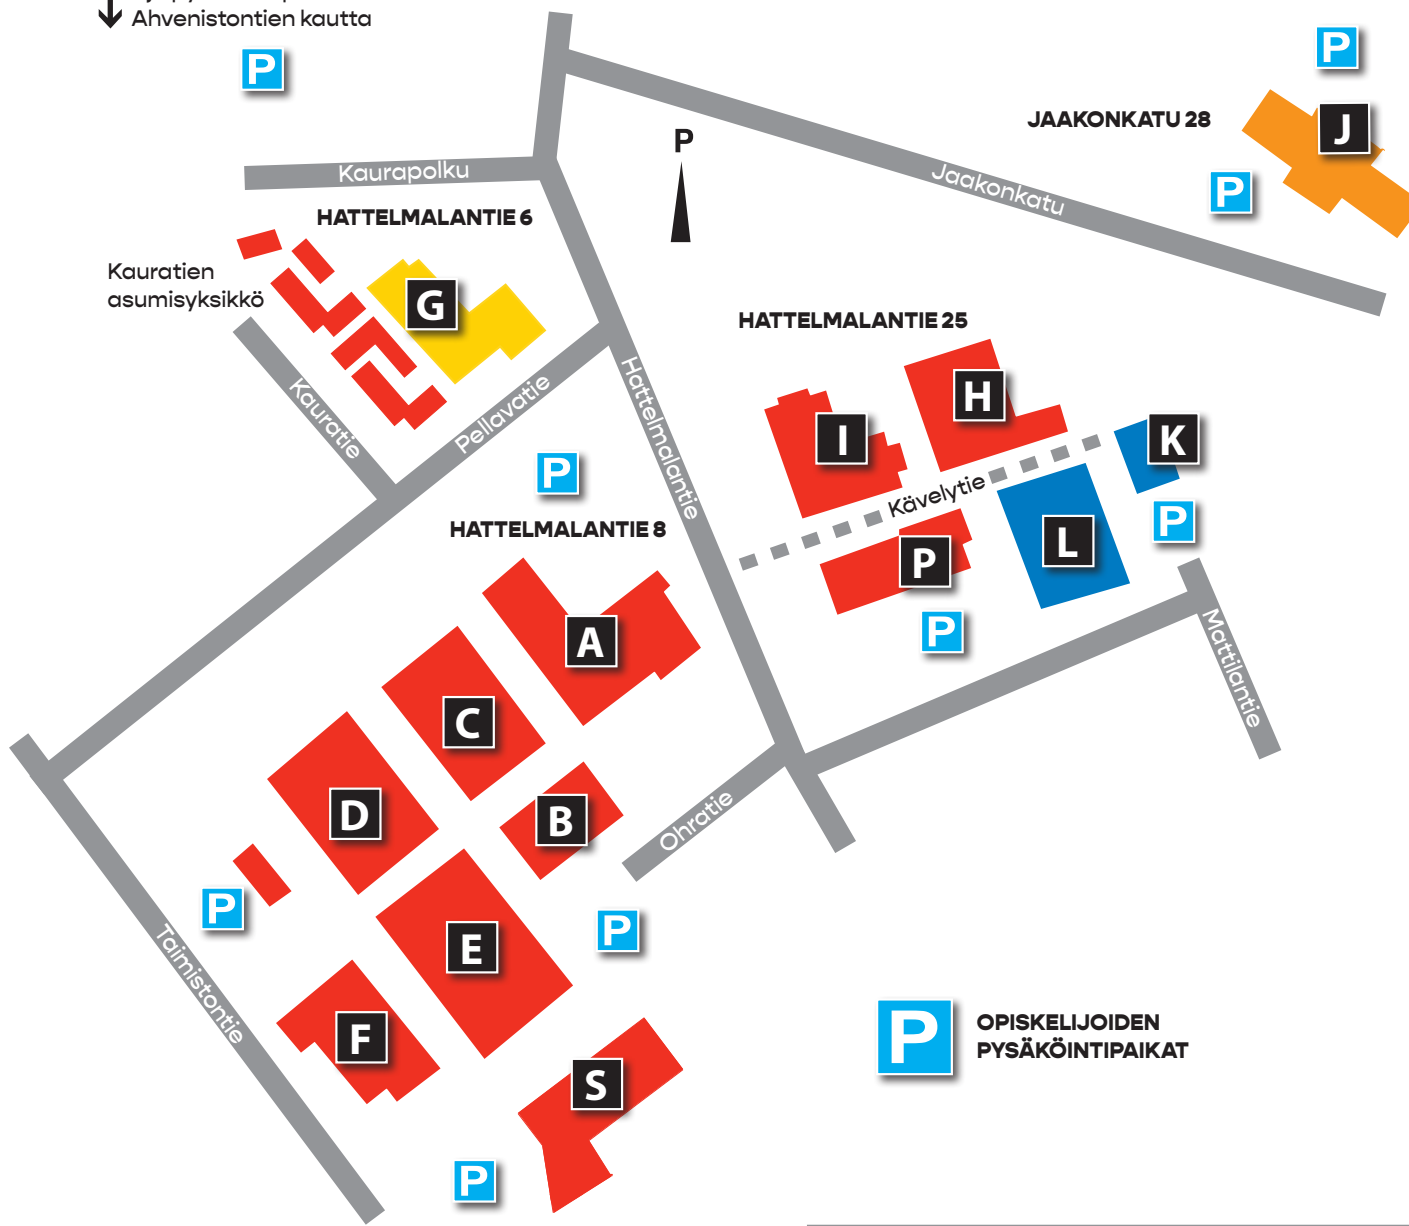 Ahvenistontien kautta
P
P
JAAKONKATU 28
J
P
P
Kaurapolku
Jaakonkatu
HATTELMALANTIE 6
Kauratien
asumisyksikkö
G
HATTELMALANTIE 25
Hattelmalantie
Kauratie
Pellavatie
H
I
K
P
Kävelytie
P
L
HATTELMALANTIE 8
P
P
A
Mattilantie
C
D
B
Ohratie
P
P
E
Taimistontie
F
S
P
P
OPISKELIJOIDEN
PYSÄKÖINTIPAIKAT